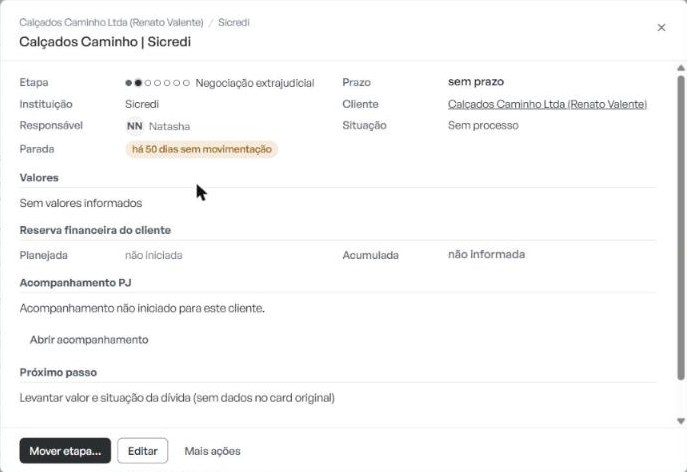 Calçados Caminho Ltda (Renato Valente) / Sicredi
Calçados Caminho | Sicredi
Etapa Negociação extrajudicial Prazo sem prazo
Instituição Sicredi Cliente Calçados Caminho Ltda (Renato Valente)
Responsável NN Natasha Situação Sem processo
Parada há 50 dias sem movimentação
Valores
Sem valores informados
Reserva financeira do cliente
Planejada não iniciada Acumulada não informada
Acompanhamento PJ
Acompanhamento não iniciado para este cliente.
Abrir acompanhamento
Próximo passo
Levantar valor e situação da dívida (sem dados no card original)
Mover etapa... Editar Mais ações